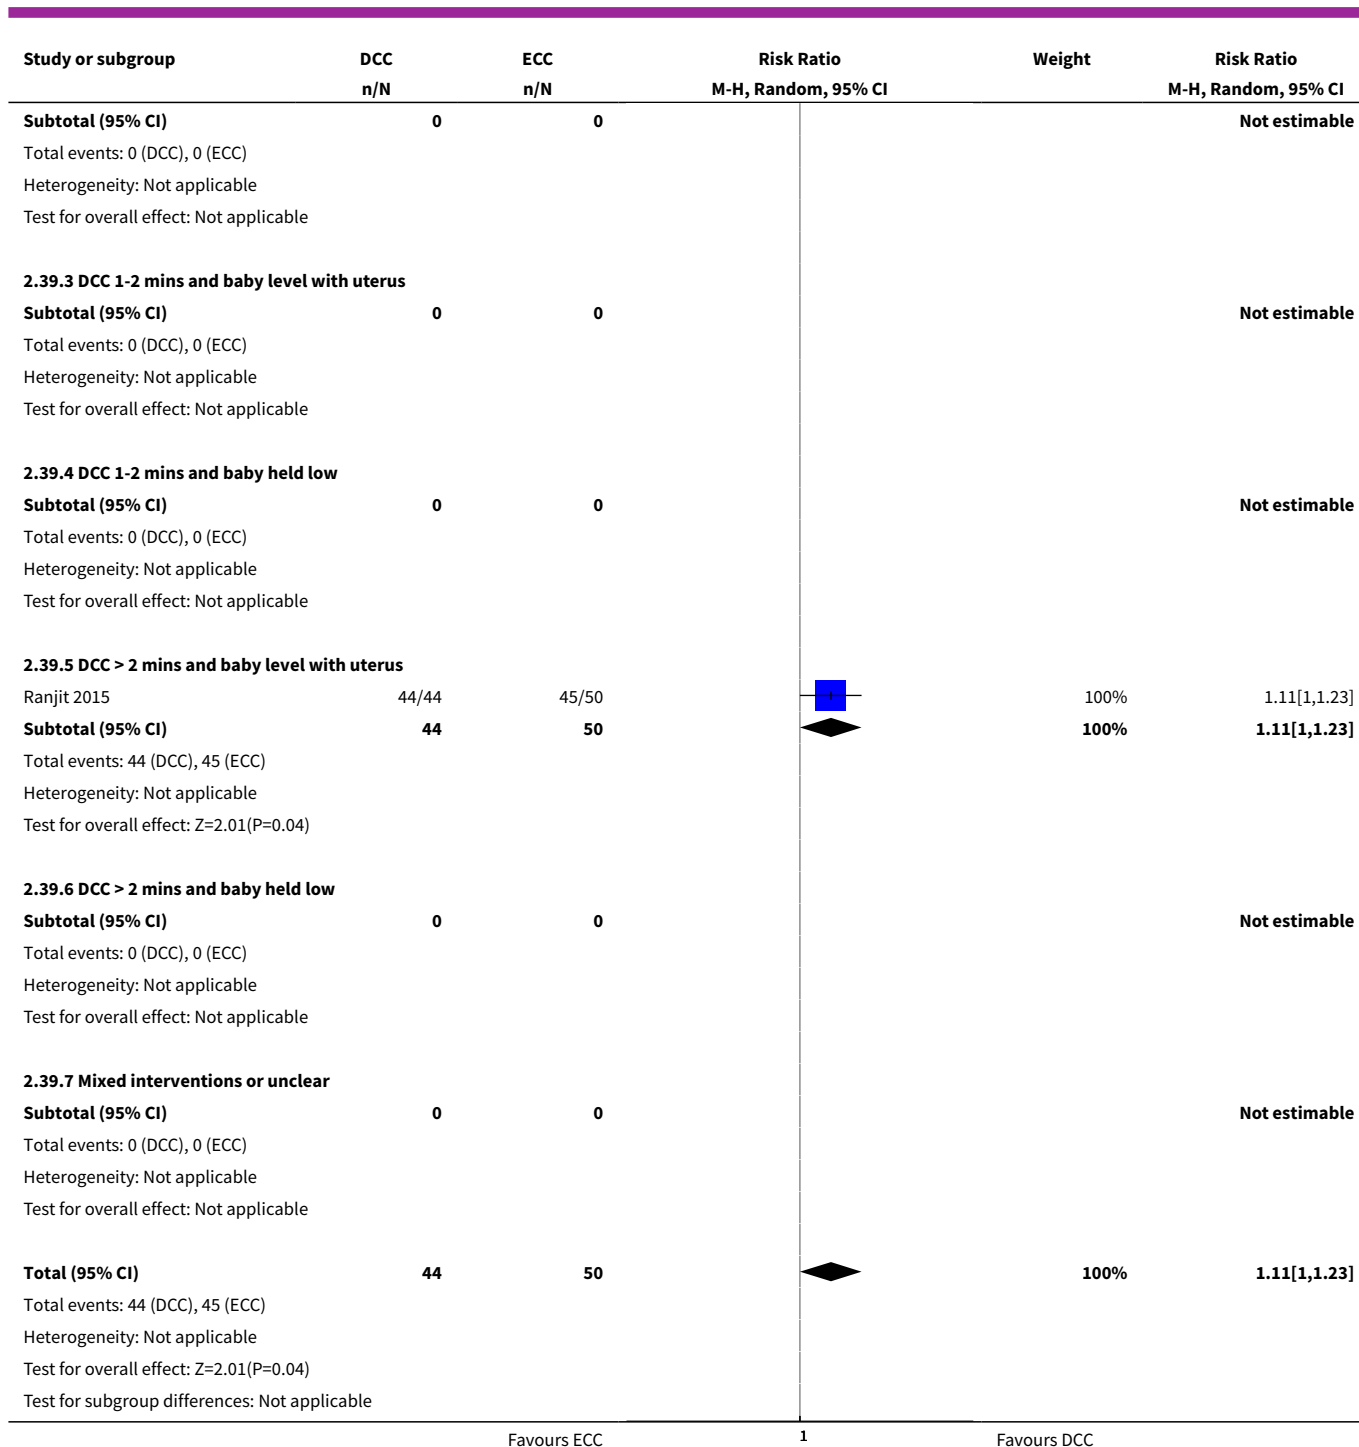 Study or subgroup DCC ECC Risk Ratio Weight Risk Ratio
n/N n/N M-H, Random, 95% CI M-H, Random, 95% CI
Subtotal (95% CI) 0 0 Not estimable
Total events: 0 (DCC), 0 (ECC)
Heterogeneity: Not applicable
Test for overall effect: Not applicable
2.39.3 DCC 1-2 mins and baby level with uterus
Subtotal (95% CI) 0 0 Not estimable
Total events: 0 (DCC), 0 (ECC)
Heterogeneity: Not applicable
Test for overall effect: Not applicable
2.39.4 DCC 1-2 mins and baby held low
Subtotal (95% CI) 0 0 Not estimable
Total events: 0 (DCC), 0 (ECC)
Heterogeneity: Not applicable
Test for overall effect: Not applicable
2.39.5 DCC > 2 mins and baby level with uterus
Ranjit 2015 44/44 45/50 100% 1.11[1,1.23]
Subtotal (95% CI) 44 50 100% 1.11[1,1.23]
Total events: 44 (DCC), 45 (ECC)
Heterogeneity: Not applicable
Test for overall effect: Z=2.01(P=0.04)
2.39.6 DCC > 2 mins and baby held low
Subtotal (95% CI) 0 0 Not estimable
Total events: 0 (DCC), 0 (ECC)
Heterogeneity: Not applicable
Test for overall effect: Not applicable
2.39.7 Mixed interventions or unclear
Subtotal (95% CI) 0 0 Not estimable
Total events: 0 (DCC), 0 (ECC)
Heterogeneity: Not applicable
Test for overall effect: Not applicable
Total (95% CI) 44 50 100% 1.11[1,1.23]
Total events: 44 (DCC), 45 (ECC)
Heterogeneity: Not applicable
Test for overall effect: Z=2.01(P=0.04)
Test for subgroup differences: Not applicable
Favours ECC 1 Favours DCC